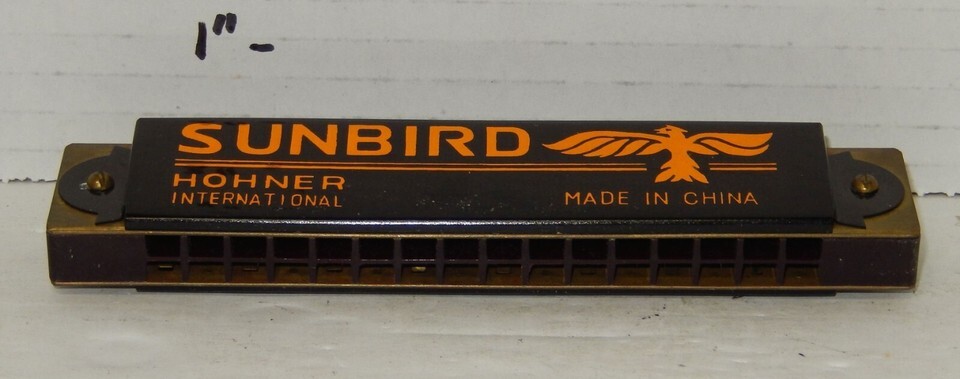 1" -
SUNBIRD
HOHNER
INTERNATIONAL
MADE IN CHINA